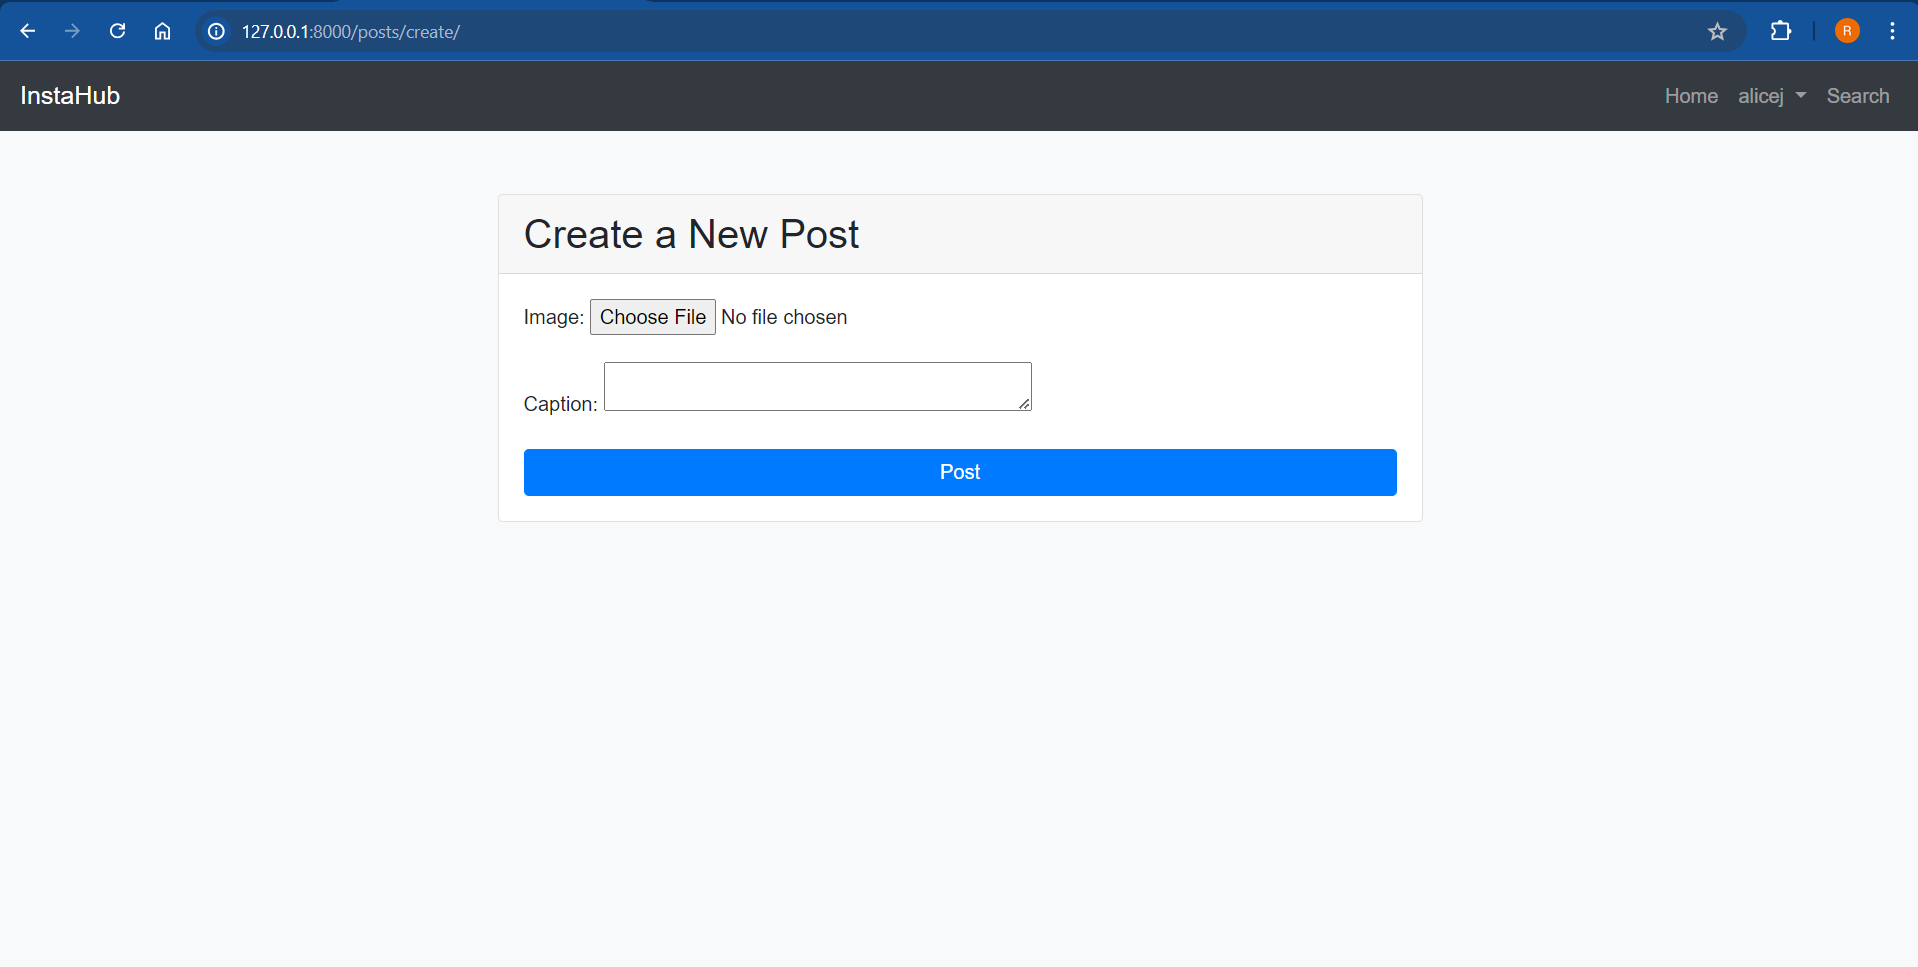 127.0.0.1:8000/posts/create/
R
InstaHub
Home alicej Search
Create a New Post
Image: Choose File No file chosen
Caption:
Post